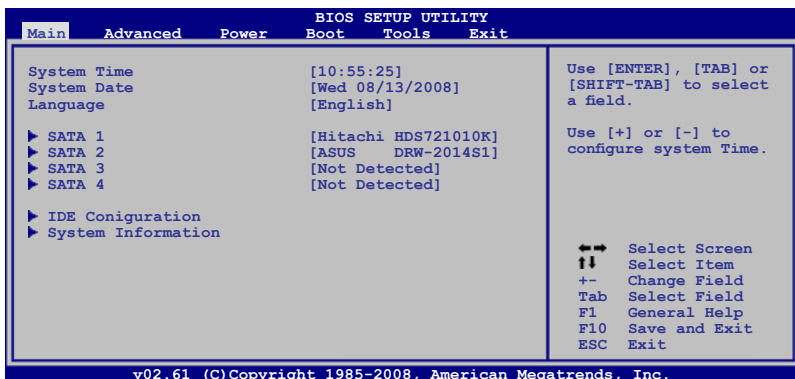 BIOS SETUP UTILITY
Main Advanced Power Boot Tools Exit
System Time [10:55:25]
System Date [Wed 08/13/2008]
Language [English]
SATA 1 [Hitachi HDS721010K]
SATA 2 [ASUS DRW-2014S1]
SATA 3 [Not Detected]
SATA 4 [Not Detected]
IDE Coniguration
System Information
Use [ENTER], [TAB] or
[SHIFT-TAB] to select
a field.
Use [+] or [-] to
configure system Time.
←→ Select Screen
↑↓ Select Item
+- Change Field
Tab Select Field
F1 General Help
F10 Save and Exit
ESC Exit
v02.61 (C)Copyright 1985-2008, American Megatrends, Inc.